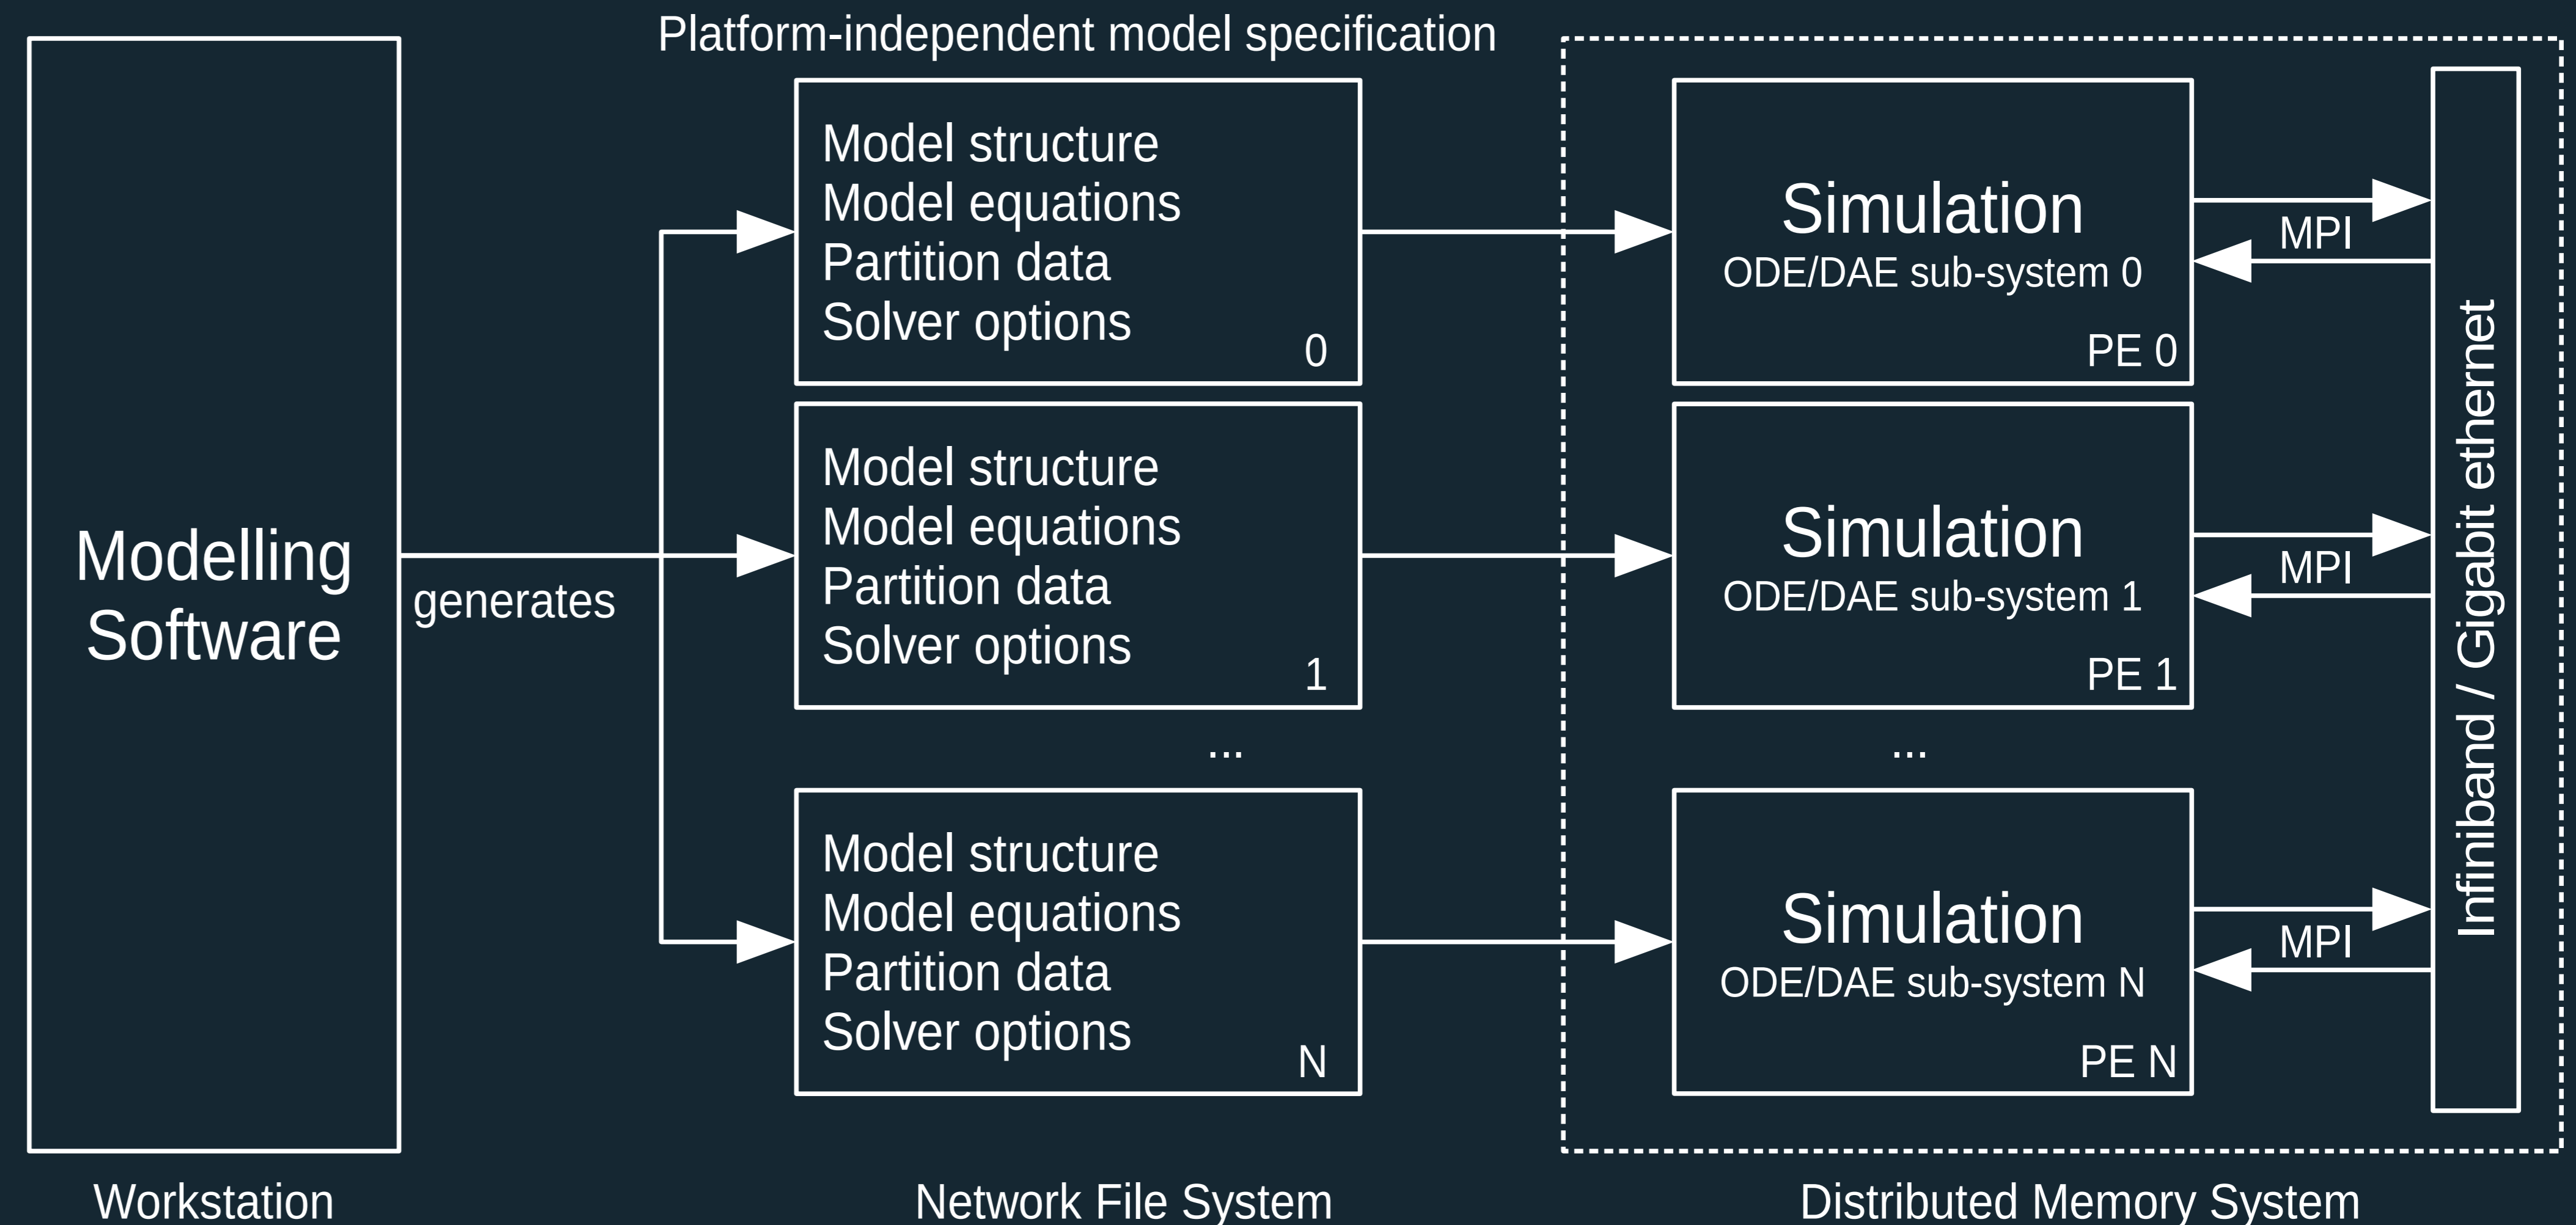 Platform-independent model specification
Modelling
Software
generates
Model structure
Model equations
Partition data
Solver options
0
Model structure
Model equations
Partition data
Solver options
1
...
Model structure
Model equations
Partition data
Solver options
N
Simulation
ODE/DAE sub-system 0
PE 0
MPI
Simulation
ODE/DAE sub-system 1
PE 1
MPI
...
Simulation
ODE/DAE sub-system N
PE N
MPI
Infiniband / Gigabit ethernet
Workstation
Network File System
Distributed Memory System